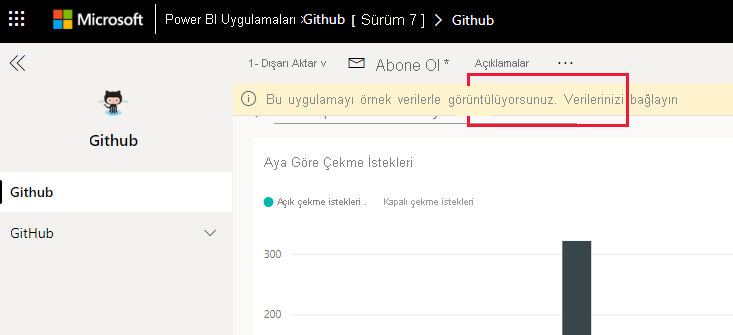 Microsoft Power BI Uygulamaları >Github [ Sürüm 7 ] > Github
1- Dışarı Aktar v Abone Ol * Açıklamalar ...
Bu uygulamayı örnek verilerle görüntülüyorsunuz. Verilerinizi bağlayın
Github
Aya Göre Çekme İstekleri
Github
Açık çekme istekleri . Kapalı çekme istekleri
GitHub
300
200